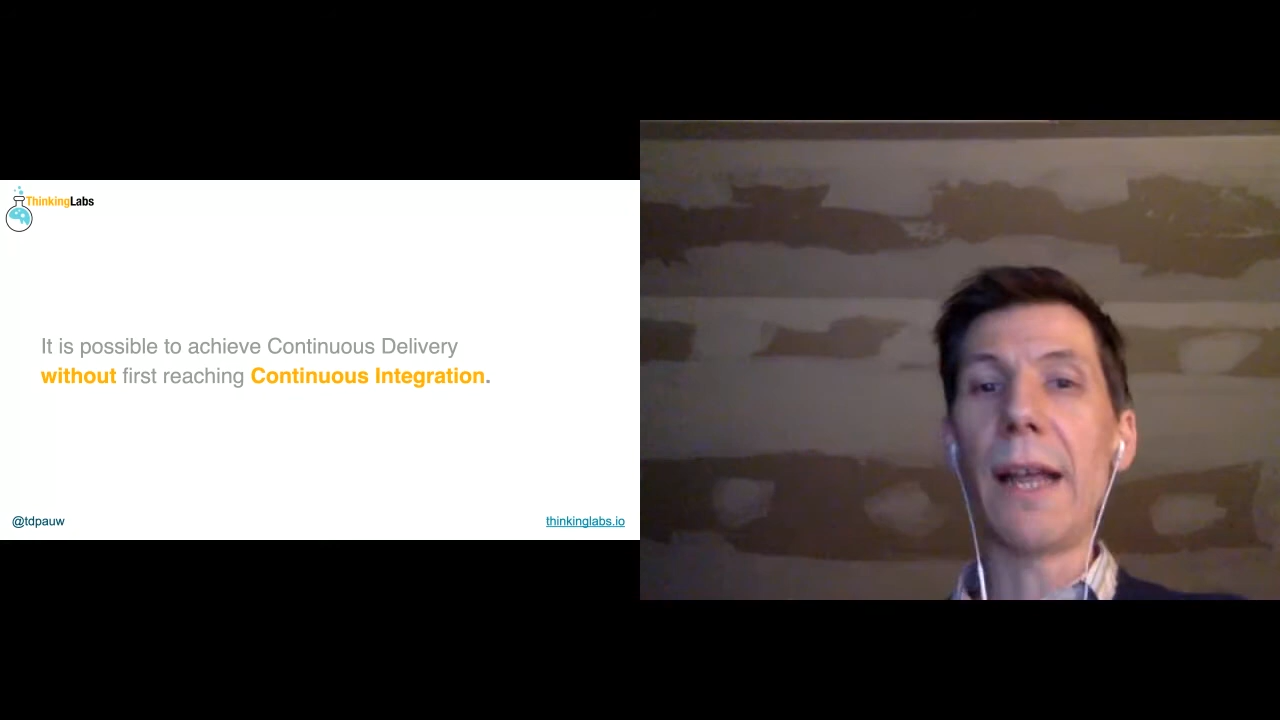 ThinkingLabs
It is possible to achieve Continuous Delivery
without first reaching Continuous Integration.
@tdpauw
thinkinglabs.io